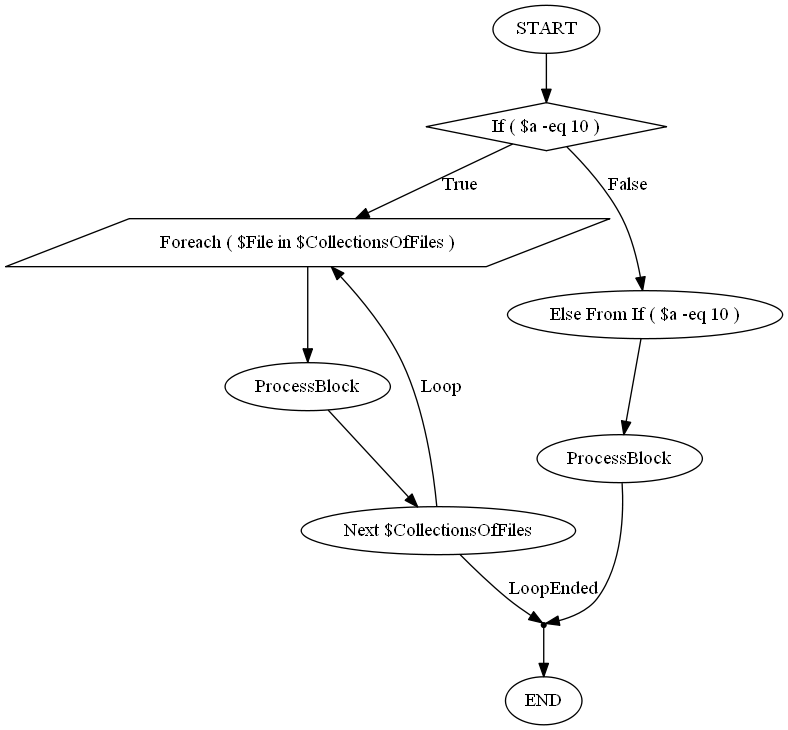 START
If ( $a -eq 10 )
True
False
Foreach ( $File in $CollectionsOfFiles )
Else From If ( $a -eq 10 )
ProcessBlock
Loop
ProcessBlock
Next $CollectionsOfFiles
LoopEnded
END